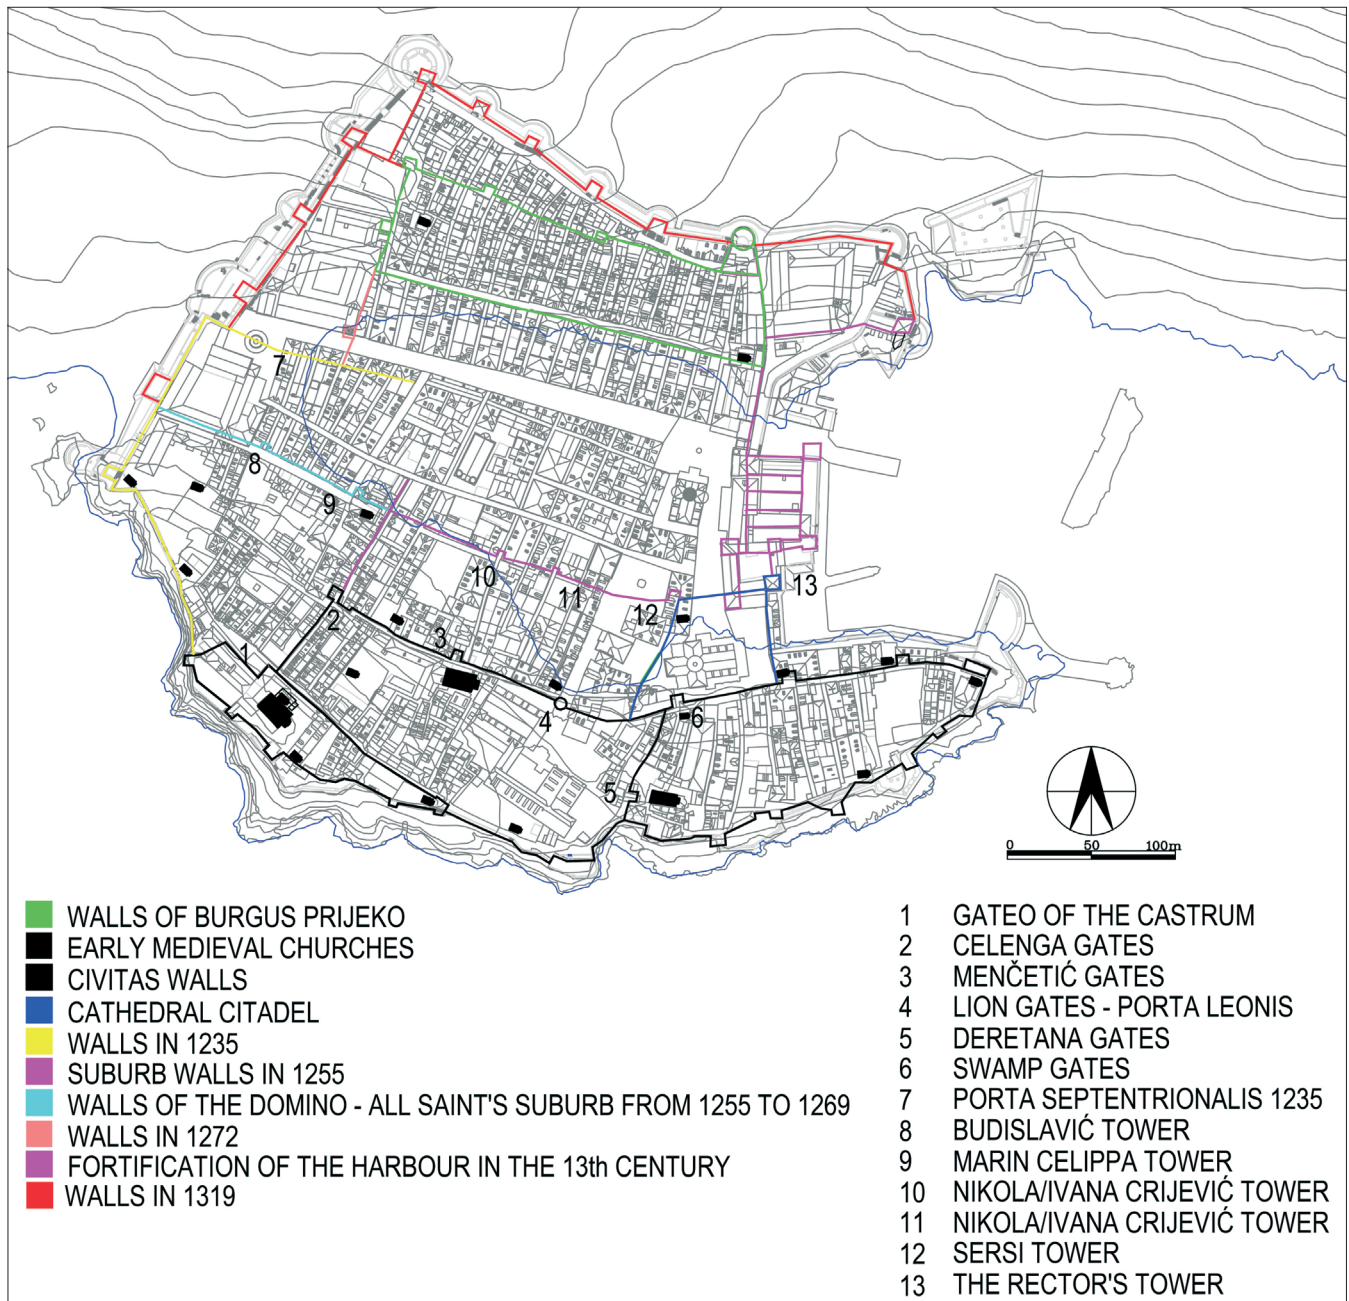 7
8
9
10
11
12
13
2
3
1
4
6
5
0 50 100m
WALLS OF BURGUS PRIJEKO
EARLY MEDIEVAL CHURCHES
CIVITAS WALLS
CATHEDRAL CITADEL
WALLS IN 1235
SUBURB WALLS IN 1255
WALLS OF THE DOMINO - ALL SAINT'S SUBURB FROM 1255 TO 1269
WALLS IN 1272
FORTIFICATION OF THE HARBOUR IN THE 13th CENTURY
WALLS IN 1319
1 GATEO OF THE CASTRUM
2 CELENGA GATES
3 MENČETIĆ GATES
4 LION GATES - PORTA LEONIS
5 DERETANA GATES
6 SWAMP GATES
7 PORTA SEPTENTRIONALIS 1235
8 BUDISLAVIĆ TOWER
9 MARIN CELIPPA TOWER
10 NIKOLA/IVANA CRIJEVIĆ TOWER
11 NIKOLA/IVANA CRIJEVIĆ TOWER
12 SERSI TOWER
13 THE RECTOR'S TOWER